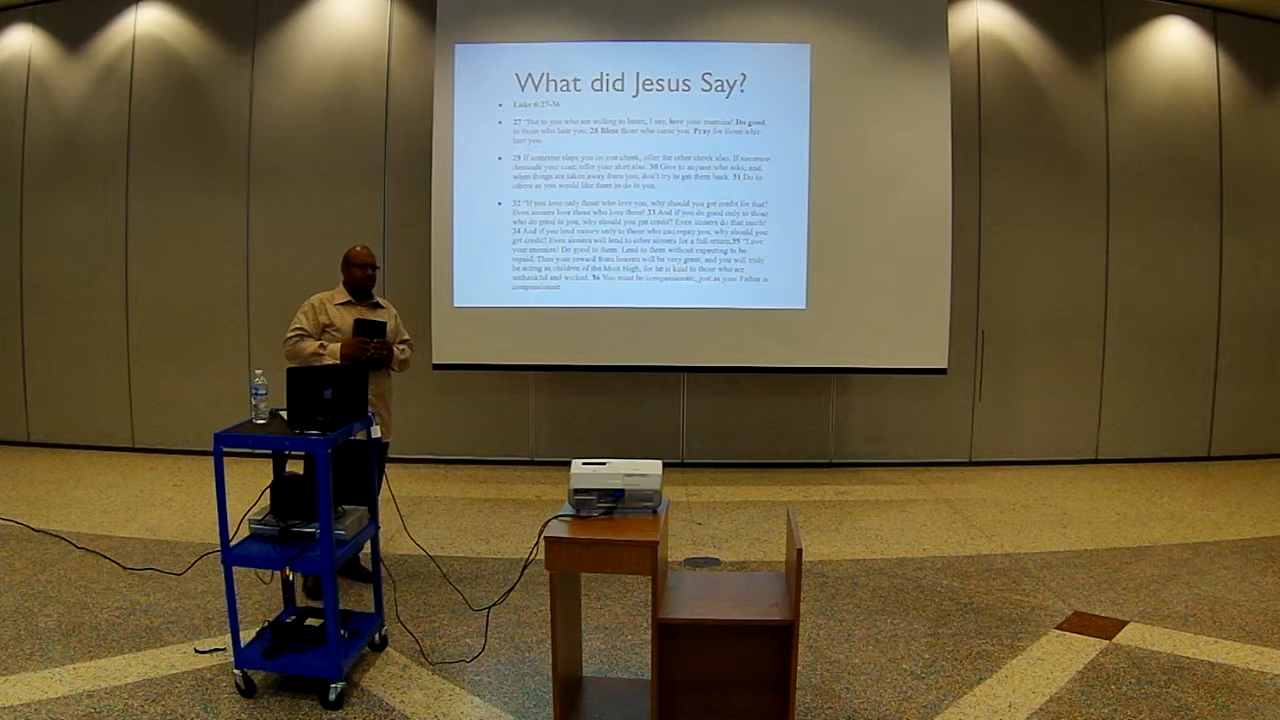 What did Jesus Say?
Luke 6:27-36
27 "But to you who are willing to listen, I say, love your enemies! Do good
to those who hate you. 28 Bless those who curse you. Pray for those who
hurt you.
29 If someone slaps you on one cheek, offer the other cheek also. If someone
demands your coat, offer your shirt also. 30 Give to anyone who asks; and
when things are taken away from you, don't try to get them back. 31 Do to
others as you would like them to do to you.
32 "If you love only those who love you, why should you get credit for that?
Even sinners love those who love them! 33 And if you do good only to those
who do good to you, why should you get credit? Even sinners do that much!
34 And if you lend money only to those who can repay you, why should you
get credit? Even sinners will lend to other sinners for a full return.35 "Love
your enemies! Do good to them. Lend to them without expecting to be
repaid. Then your reward from heaven will be very great, and you will truly
be acting as children of the Most High, for he is kind to those who are
unthankful and wicked. 36 You must be compassionate, just as your Father is
compassionate